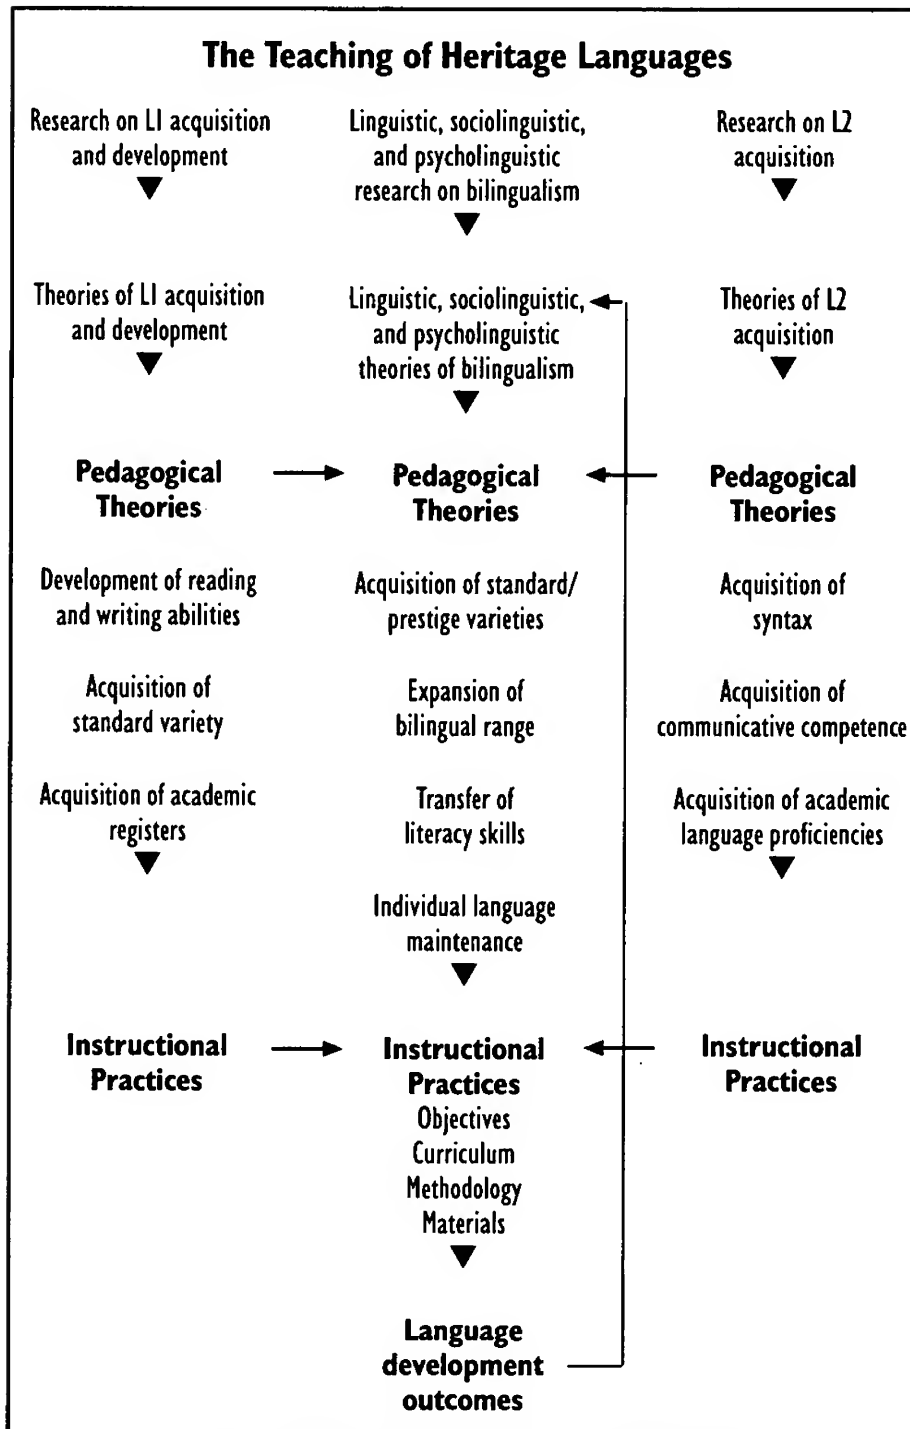 The Teaching of Heritage Languages
Research on L1 acquisition
and development
Linguistic, sociolinguistic,
and psycholinguistic
research on bilingualism
Research on L2
acquisition
Theories of L1 acquisition
and development
Linguistic, sociolinguistic,
and psycholinguistic
theories of bilingualism
Theories of L2
acquisition
Pedagogical
Theories
Pedagogical
Theories
Pedagogical
Theories
Development of reading
and writing abilities
Acquisition of standard/
prestige varieties
Acquisition of
syntax
Acquisition of
standard variety
Expansion of
bilingual range
Acquisition of
communicative competence
Acquisition of academic
registers
Transfer of
literacy skills
Acquisition of academic
language proficiencies
Individual language
maintenance
Instructional
Practices
Instructional
Practices
Objectives
Curriculum
Methodology
Materials
Instructional
Practices
Language
development
outcomes